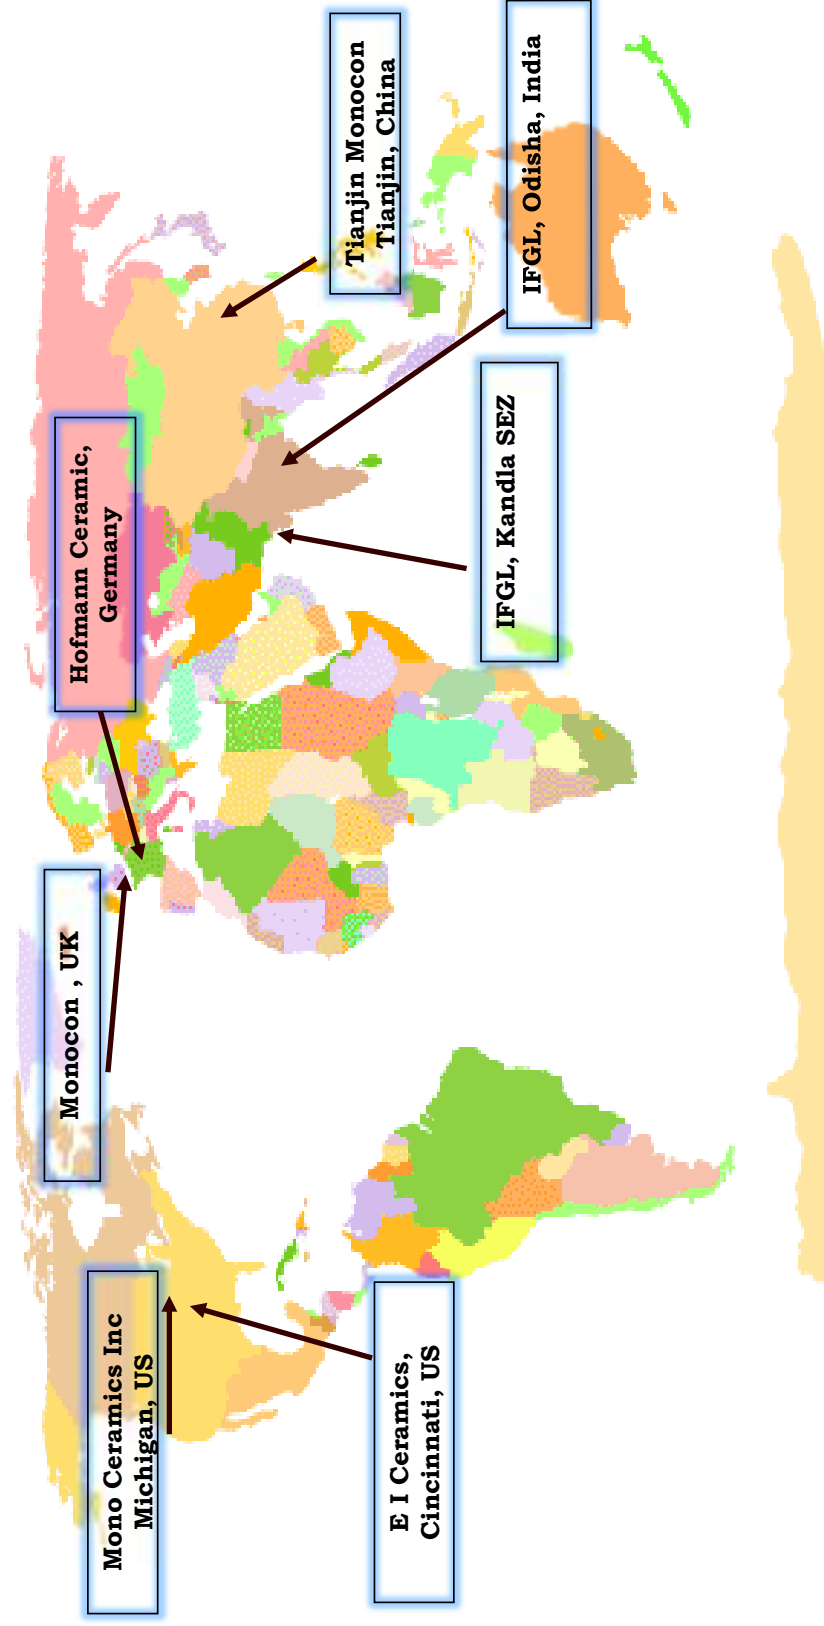 Mono Ceramics Inc
Michigan, US
Monocon , UK
Hofmann Ceramic,
Germany
Tianjin Monocon
Tianjin, China
E I Ceramics,
Cincinnati, US
IFGL, Kandla SEZ
IFGL, Odisha, India